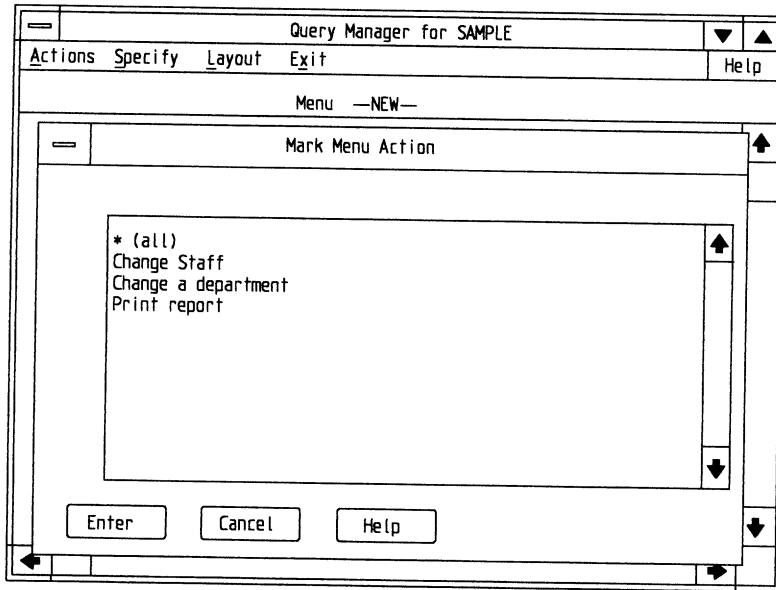 Query Manager for SAMPLE
Actions Specify Layout Exit Help
Menu —NEW—
Mark Menu Action
* (all)
Change Staff
Change a department
Print report
Enter Cancel Help